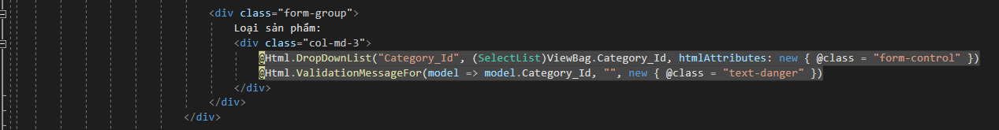 <div class="form-group">
Loại sản phẩm:
<div class="col-md-3">
@Html.DropDownList("Category_Id", (SelectList)ViewBag.Category_Id, htmlAttributes: new { @class = "form-control" })
@Html.ValidationMessageFor(model => model.Category_Id, "", new { @class = "text-danger" })
</div>
</div>
</div>